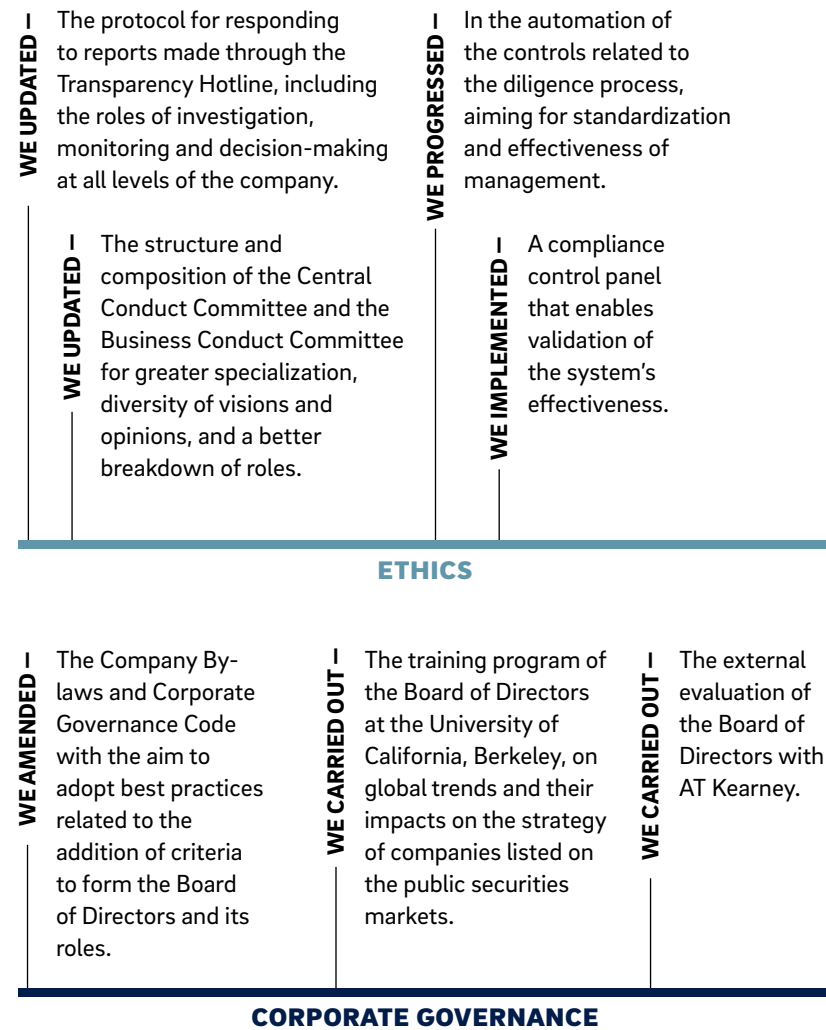 WE UPDATED –
The protocol for responding
to reports made through the
Transparency Hotline, including
the roles of investigation,
monitoring and decision-making
at all levels of the company.
WE UPDATED –
The structure and
composition of the Central
Conduct Committee and the
Business Conduct Committee
for greater specialization,
diversity of visions and
opinions, and a better
breakdown of roles.
WE PROGRESSED –
In the automation of
the controls related to
the diligence process,
aiming for standardization
and effectiveness of
management.
WE IMPLEMENTED –
A compliance
control panel
that enables
validation of
the system’s
effectiveness.
ETHICS
WE AMENDED –
The Company By-
laws and Corporate
Governance Code
with the aim to
adopt best practices
related to the
addition of criteria
to form the Board
of Directors and its
roles.
WE CARRIED OUT –
The training program of
the Board of Directors
at the University of
California, Berkeley, on
global trends and their
impacts on the strategy
of companies listed on
the public securities
markets.
WE CARRIED OUT –
The external
evaluation of
the Board of
Directors with
AT Kearney.
CORPORATE GOVERNANCE